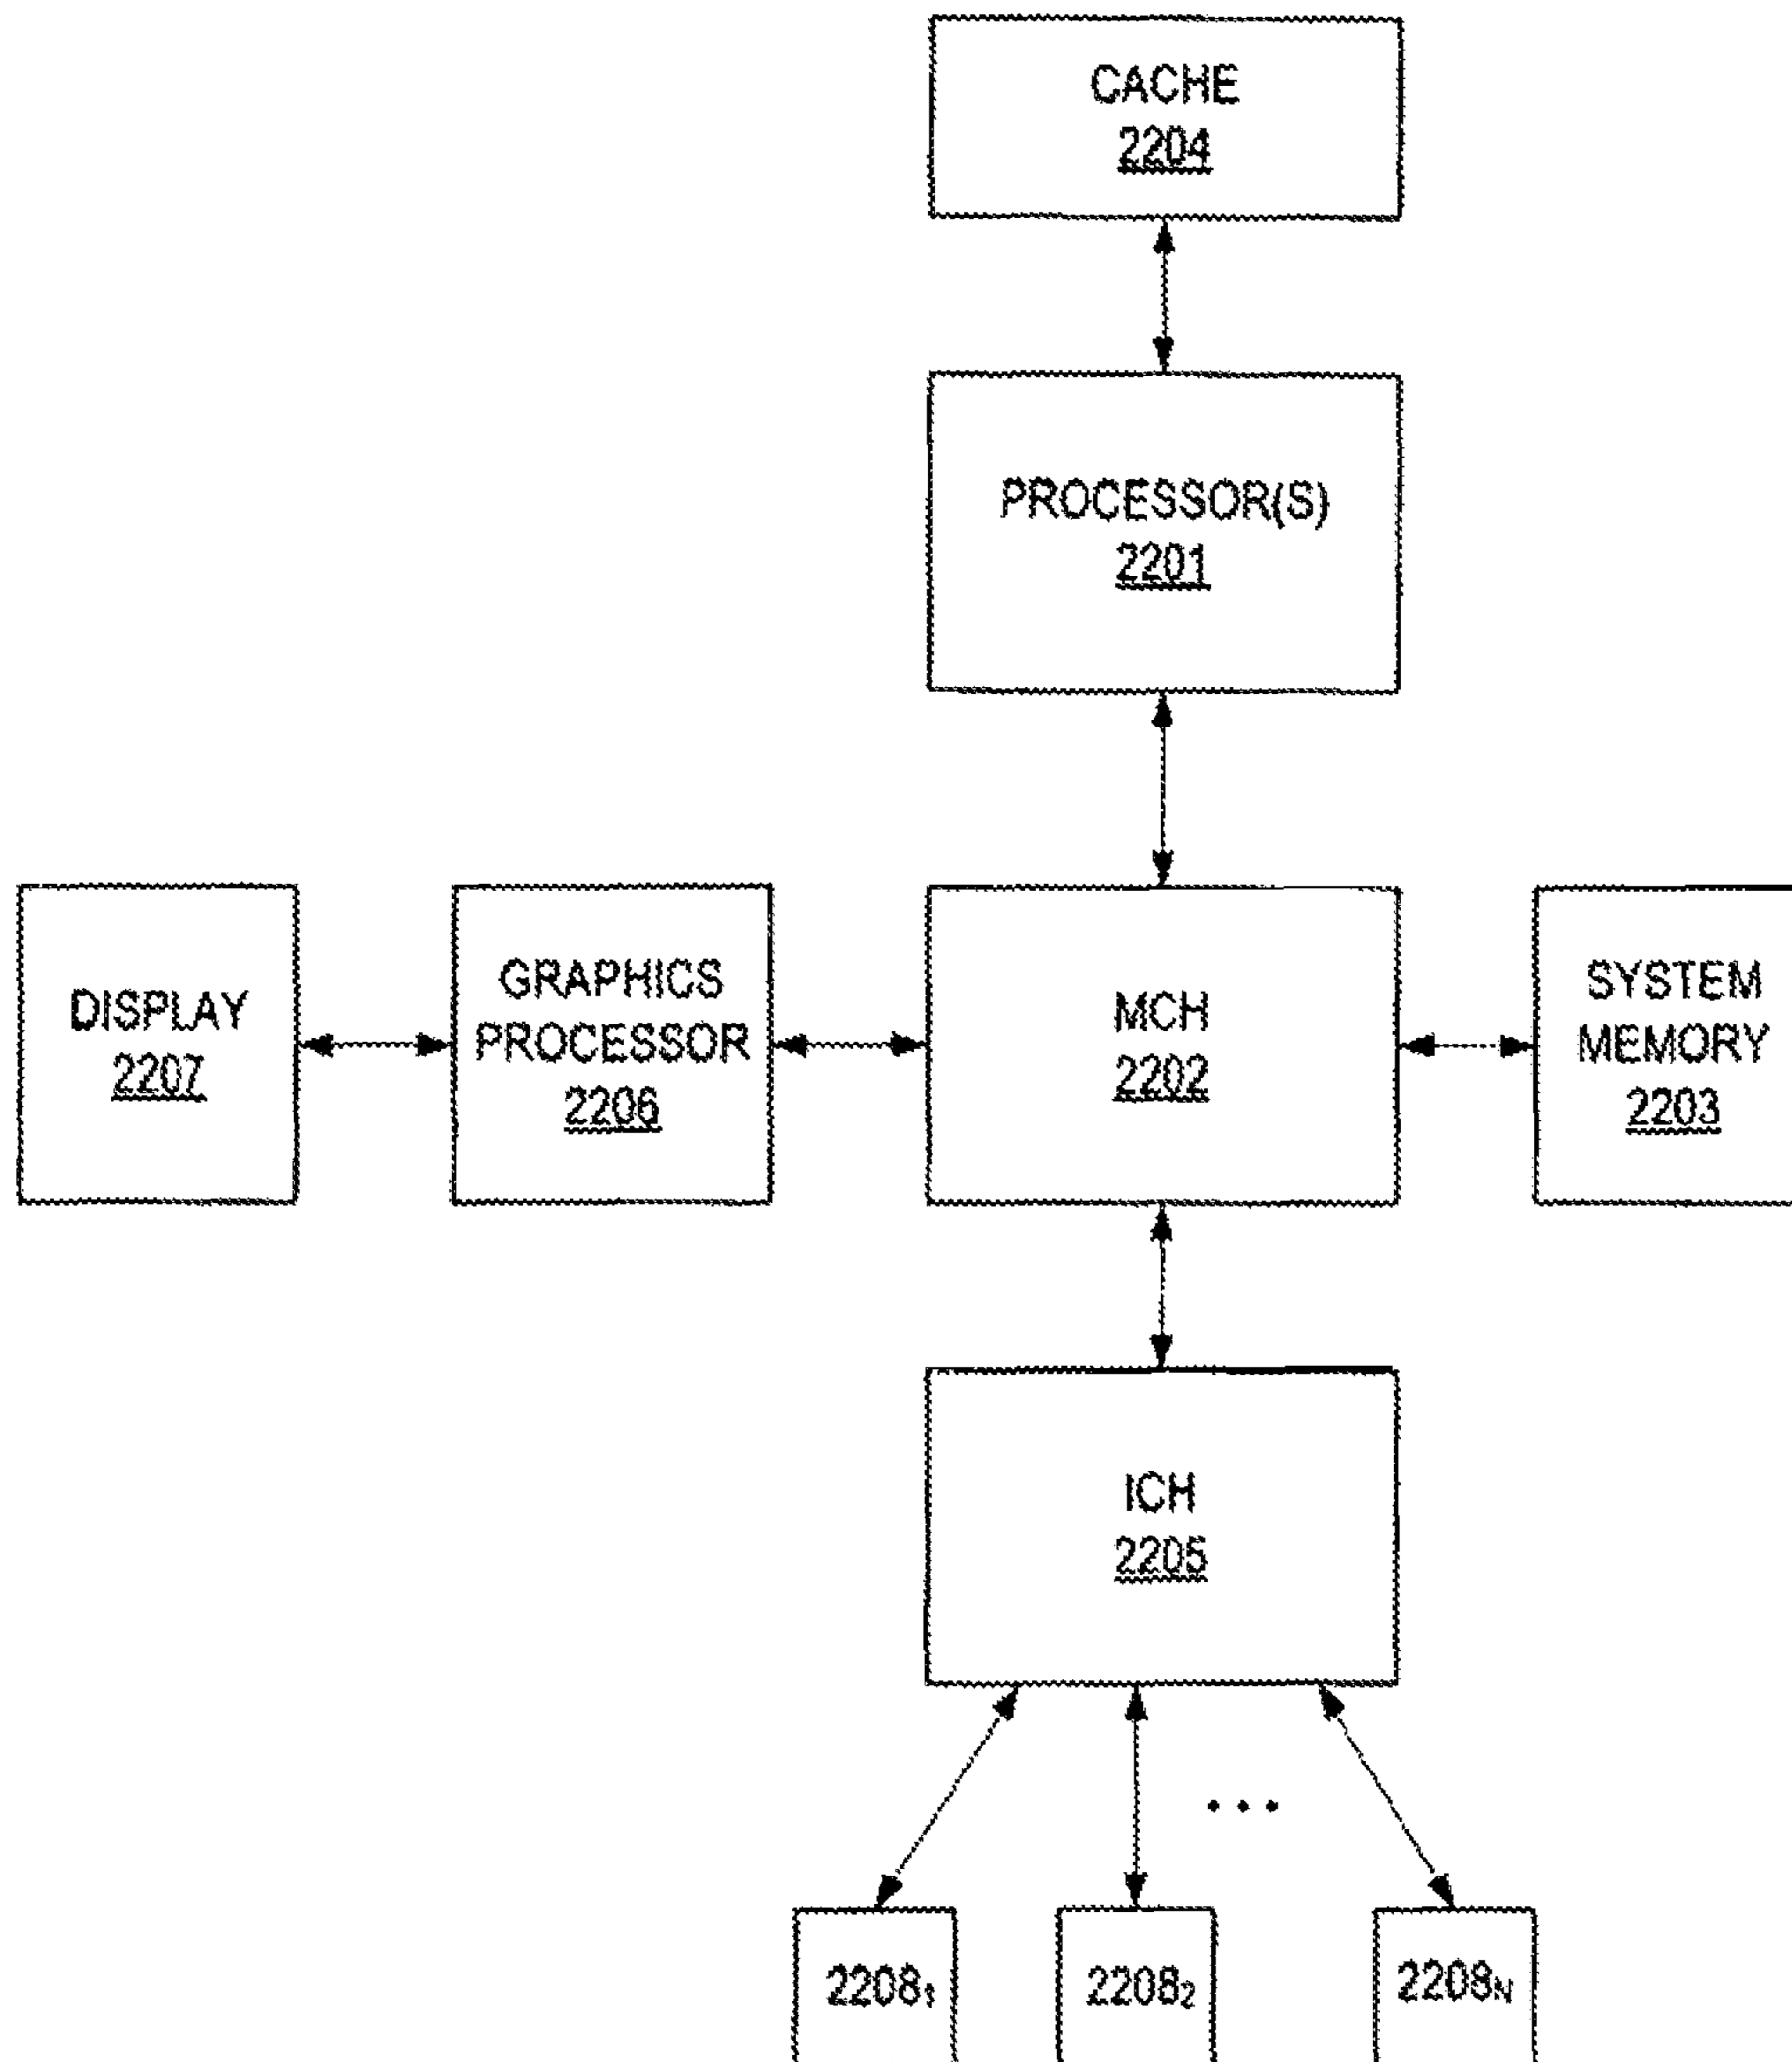 CACHE
2204
PROCESSOR(S)
2201
DISPLAY
2207
GRAPHICS
PROCESSOR
2206
MCH
2202
SYSTEM
MEMORY
2203
ICH
2205
...
2208₁
2208₂
2208N